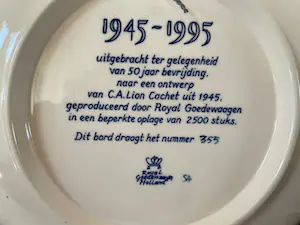 1945-1995
uitgebracht ter gelegenheid
van 50 jaar bevrijding.
naar een ontwerp
van C.A. Lion Cachet uit 1945,
geproduceerd door Royal Goedewaagen
in een beperkte oplage van 2500 stuks.
Dit bord draagt het nummer 355
Royal
Goedewaagen
Holland